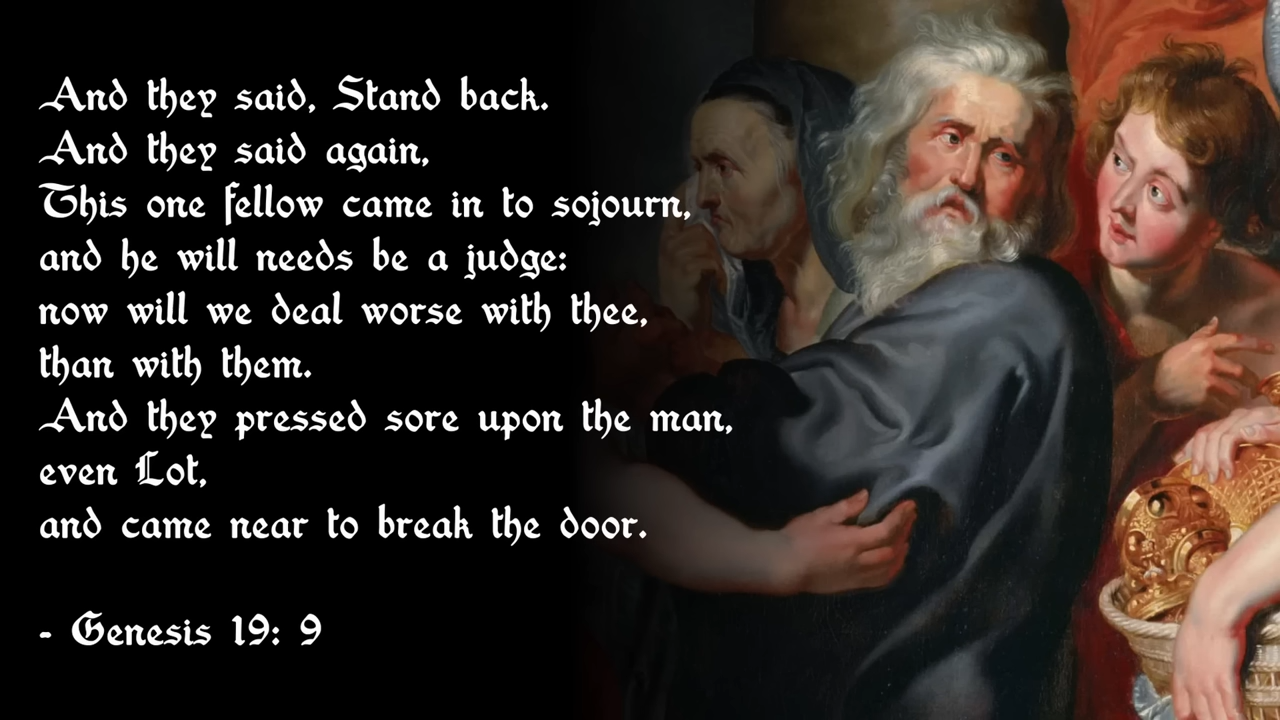 And they said, Stand back.
And they said again,
This one fellow came in to sojourn,
and he will needs be a judge:
now will we deal worse with thee,
than with them.
And they pressed sore upon the man,
even Lot,
and came near to break the door.
- Genesis 19: 9